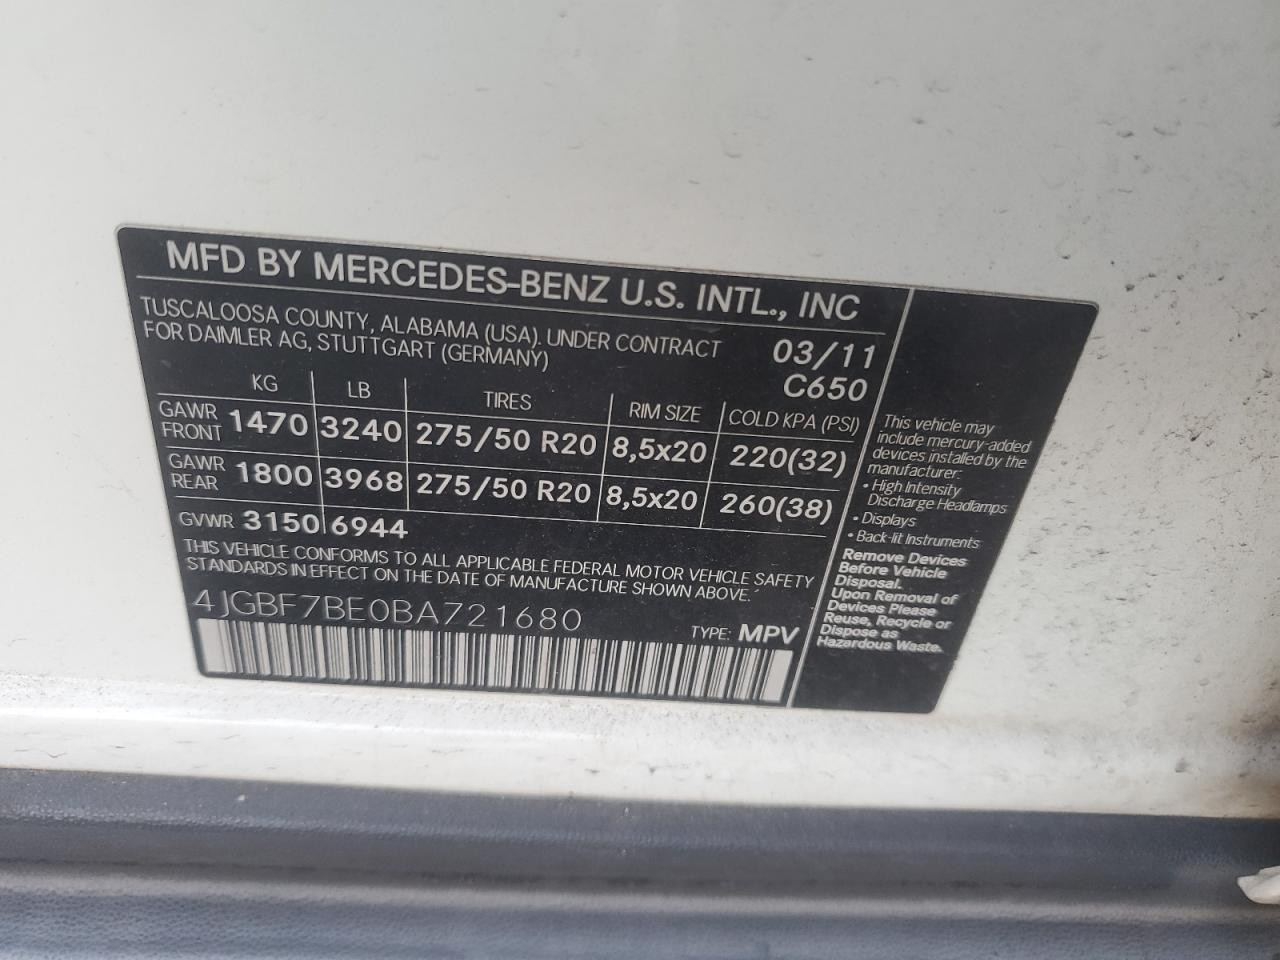 MFD BY MERCEDES-BENZ U.S. INTL., INC
TUSCALOOSA COUNTY, ALABAMA (USA). UNDER CONTRACT
FOR DAIMLER AG, STUTTGART (GERMANY)
03/11
C650
KG LB TIRES RIM SIZE COLD KPA (PSI)
GAWR FRONT 1470 3240 275/50 R20 8,5x20 220(32)
GAWR REAR 1800 3968 275/50 R20 8,5x20 260(38)
GVWR 3150 6944
THIS VEHICLE CONFORMS TO ALL APPLICABLE FEDERAL MOTOR VEHICLE SAFETY
STANDARDS IN EFFECT ON THE DATE OF MANUFACTURE SHOWN ABOVE.
4JGBF7BE0BA721680
TYPE: MPV
This vehicle may
include mercury-added
devices installed by the
manufacturer:
• High Intensity
Discharge Headlamps
• Displays
• Back-lit Instruments
Remove Devices
Before Vehicle
Disposal.
Upon Removal of
Devices Please
Reuse, Recycle or
Dispose as
Hazardous Waste.